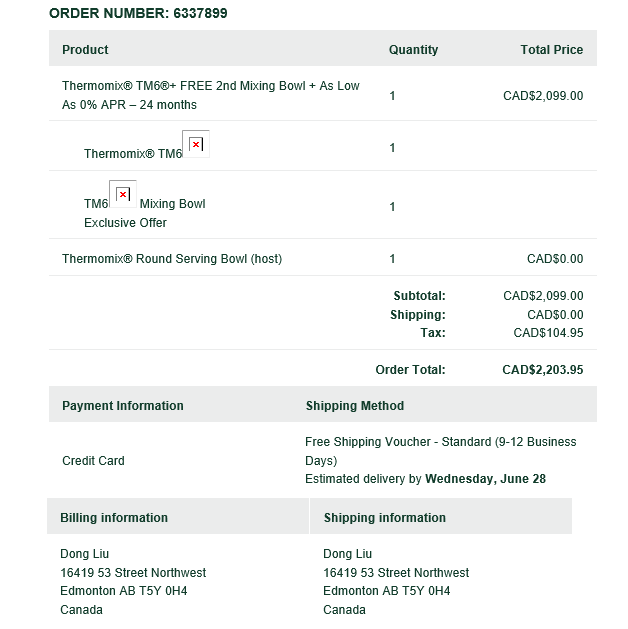 ORDER NUMBER: 6337899
Product Quantity Total Price
Thermomix® TM6®+ FREE 2nd Mixing Bowl + As Low
As 0% APR – 24 months
1 CAD$2,099.00
Thermomix® TM6 1
TM6 Mixing Bowl
Exclusive Offer
1
Thermomix® Round Serving Bowl (host) 1 CAD$0.00
Subtotal: CAD$2,099.00
Shipping: CAD$0.00
Tax: CAD$104.95
Order Total: CAD$2,203.95
Payment Information Shipping Method
Credit Card
Free Shipping Voucher - Standard (9-12 Business
Days)
Estimated delivery by Wednesday, June 28
Billing information Shipping information
Dong Liu Dong Liu
16419 53 Street Northwest 16419 53 Street Northwest
Edmonton AB T5Y 0H4 Edmonton AB T5Y 0H4
Canada Canada